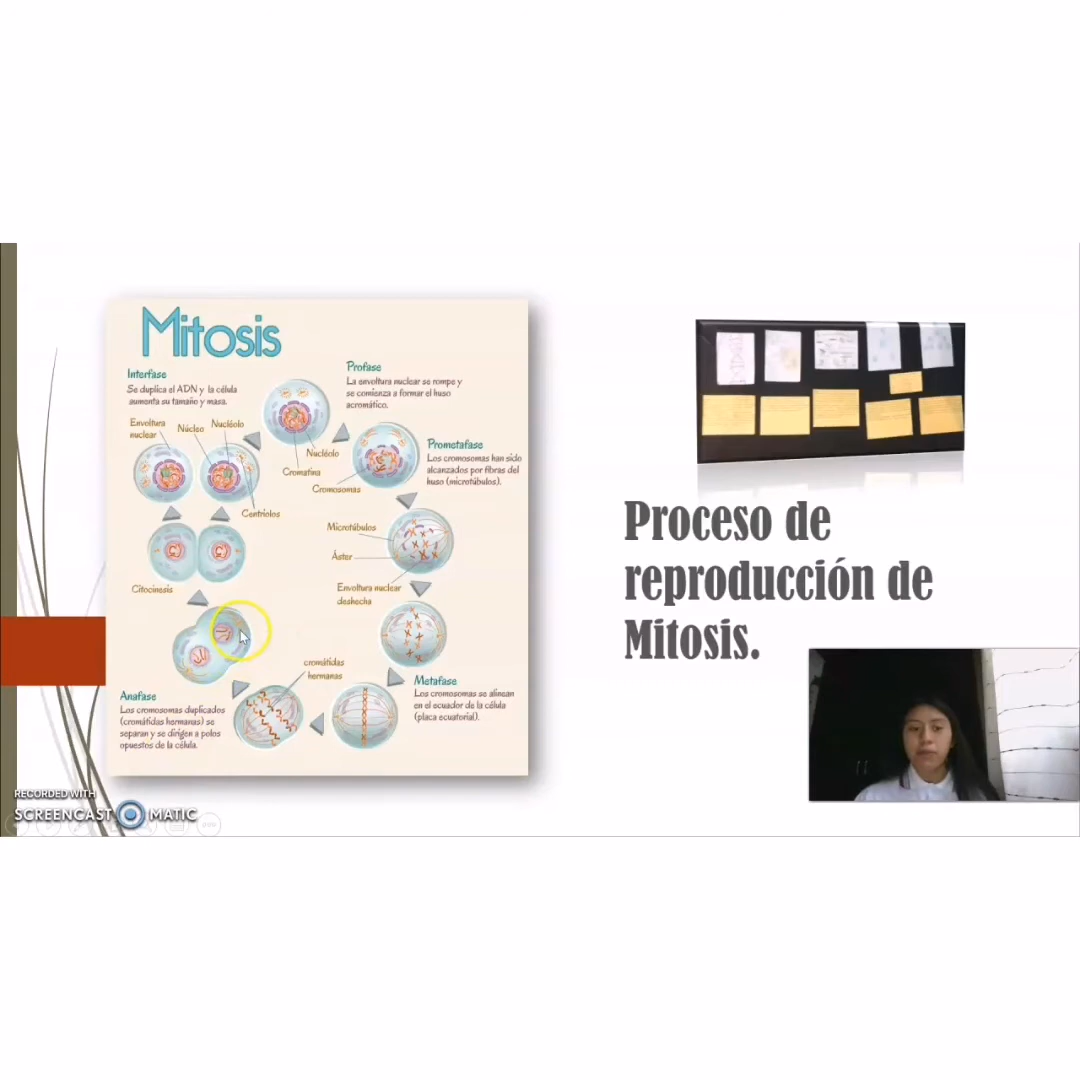 Mitosis
Interfase
Se duplica el ADN y la célula
aumenta su tamaño y masa.
Profase
La envoltura nuclear se rompe y
se comienza a formar el huso
acromático.
Envoltura
nuclear
Núcleo
Nucléolo
Nucléolo
Cromatina
Cromosomas
Prometafase
Los cromosomas han sido
alcanzados por fibras del
huso (microtúbulos).
Centríolos
Microtúbulos
Áster
Envoltura nuclear
deshecha
Citocinesis
cromátidas
hermanas
Metafase
Los cromosomas se alinean
en el ecuador de la célula
(placa ecuatorial).
Anafase
Los cromosomas duplicados
(cromátidas hermanas) se
separan y se dirigen a polos
opuestos de la célula.
Proceso de
reproducción de
Mitosis.
RECORDED WITH
SCREENCAST MATIC